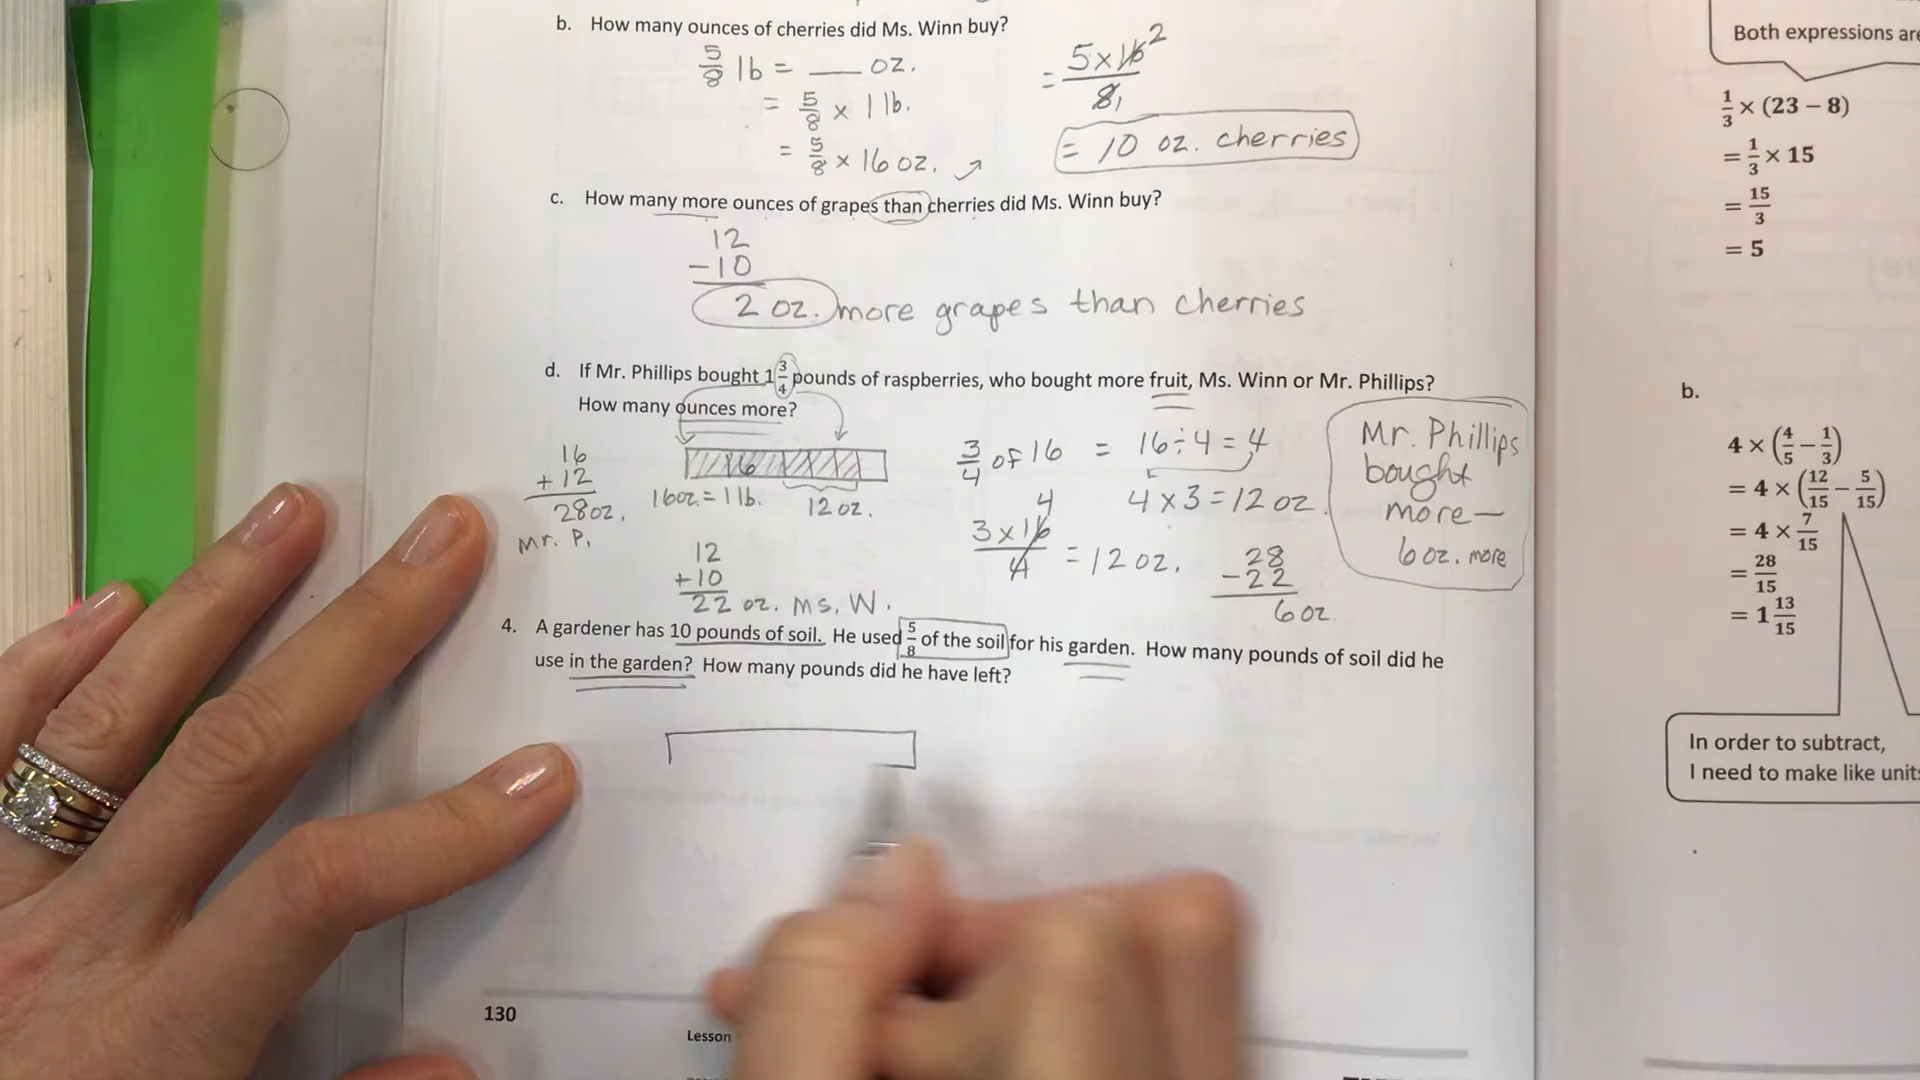 b. How many ounces of cherries did Ms. Winn buy?
5/8 lb = ___ oz.
= 5/8 × 1 lb.
= 5/8 × 16 oz.
= 5 × 16 2 / 8 1
= 10 oz. cherries
c. How many more ounces of grapes than cherries did Ms. Winn buy?
12
-10
2 oz. more grapes than cherries
d. If Mr. Phillips bought 1 3/4 pounds of raspberries, who bought more fruit, Ms. Winn or Mr. Phillips?
How many ounces more?
16
+12
28oz.
Mr. P.
16
16oz.= 1 lb.
12 oz.
12
+10
22 oz. Ms. W.
3/4 of 16 = 16÷4 = 4
4 × 3 = 12 oz.
4
3 × 16 / 4 = 12 oz.
28
-22
6oz.
Mr. Phillips
bought
more—
6 oz. more
4. A gardener has 10 pounds of soil. He used 5/8 of the soil for his garden. How many pounds of soil did he
use in the garden? How many pounds did he have left?
130
Lesson
Both expressions are
1/3 × (23 – 8)
= 1/3 × 15
= 15/3
= 5
b.
4 × (4/5 – 1/3)
= 4 × (12/15 – 5/15)
= 4 × 7/15
= 28/15
= 1 13/15
In order to subtract,
I need to make like